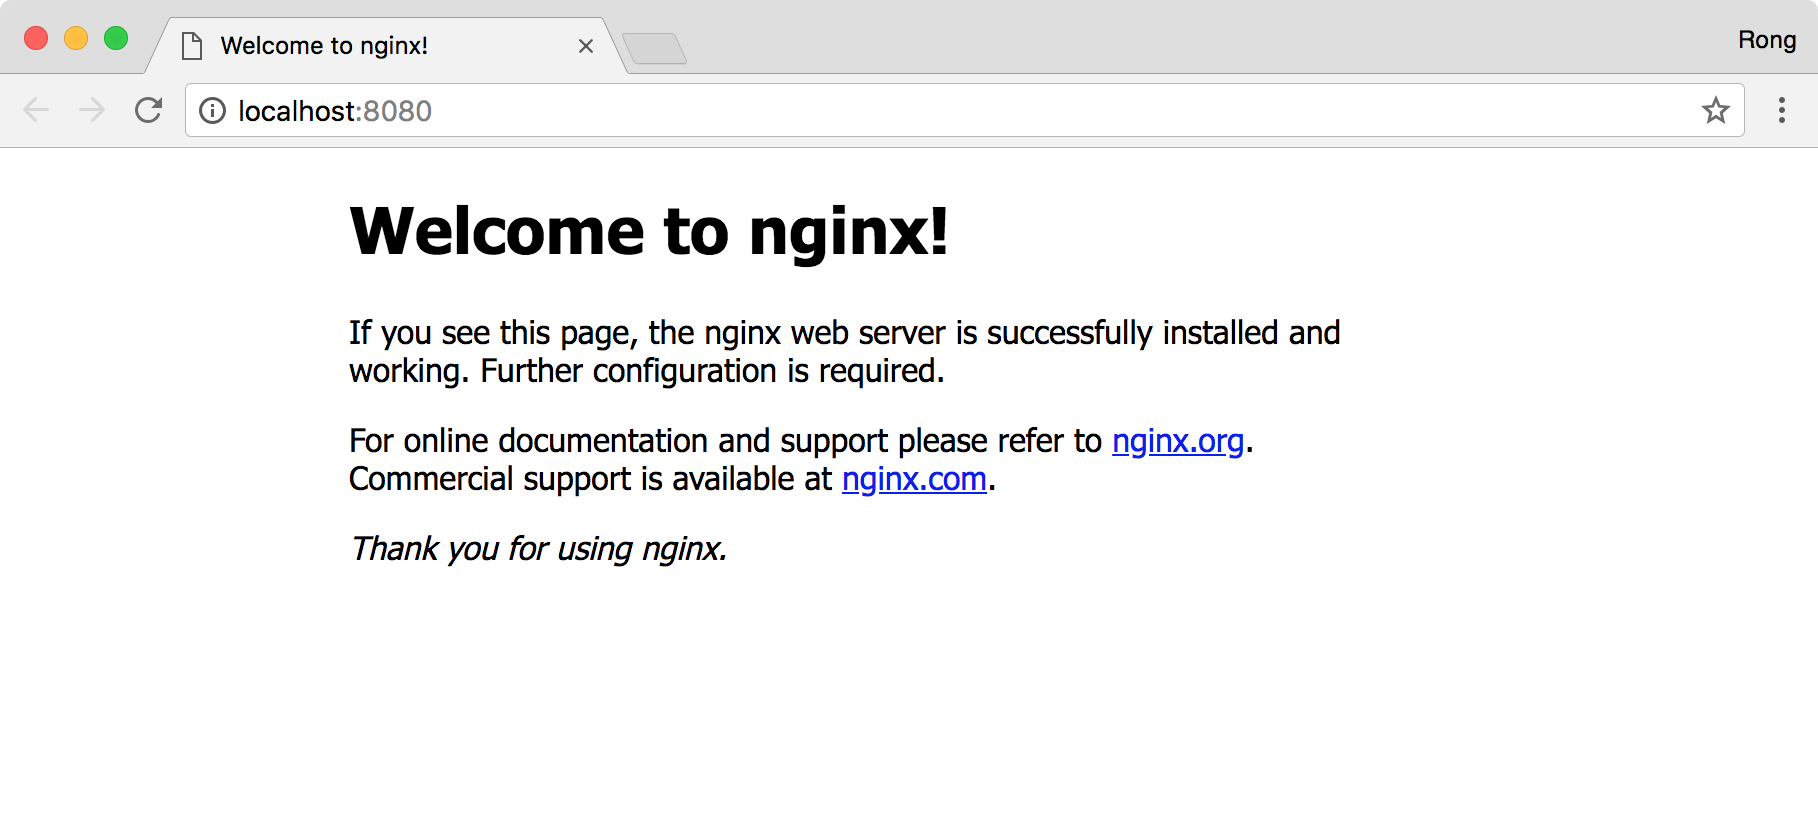 Welcome to nginx!
Rong
localhost:8080
Welcome to nginx!
If you see this page, the nginx web server is successfully installed and
working. Further configuration is required.
For online documentation and support please refer to nginx.org.
Commercial support is available at nginx.com.
Thank you for using nginx.